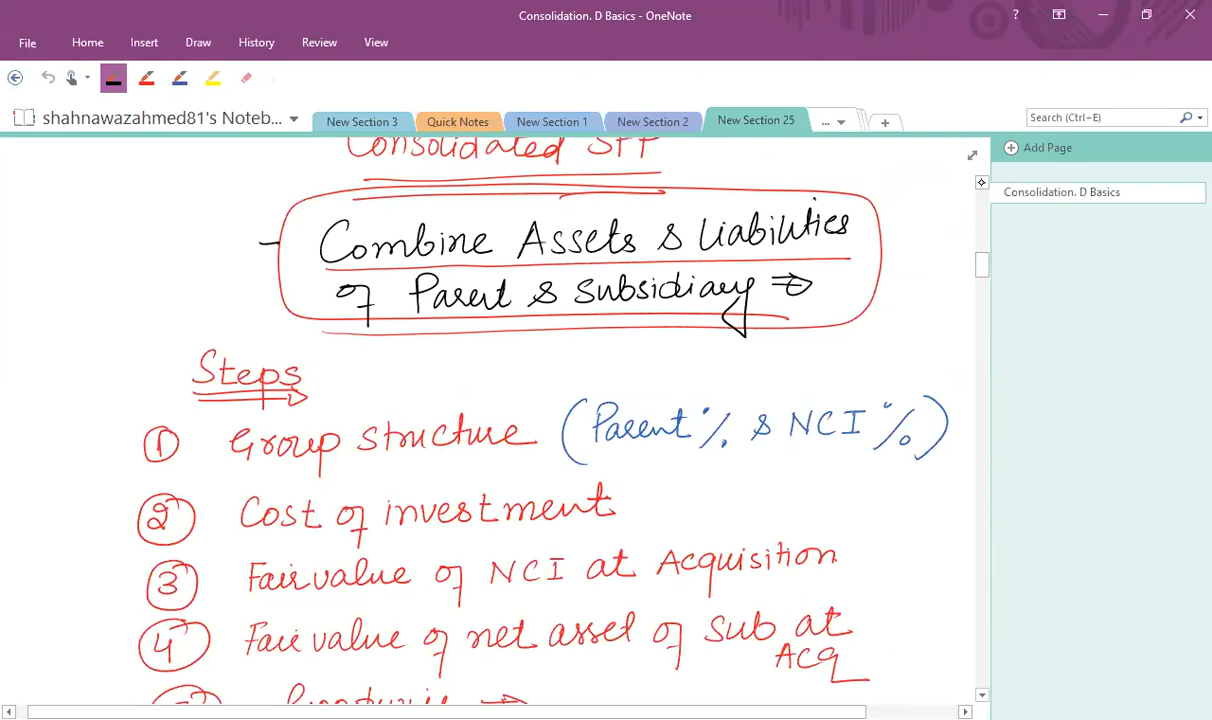 Consolidation. D Basics - OneNote
?
File Home Insert Draw History Review View
shahnawazahmed81's Noteb...
New Section 3 Quick Notes New Section 1 New Section 2 New Section 25 ...
Search (Ctrl+E)
Add Page
Consolidation. D Basics
Consolidated SFP
Combine Assets & Liabilities
of Parent & Subsidiary
Steps
① Group structure (Parent % & NCI %)
② Cost of investment
③ Fair value of NCI at Acquisition
④ Fair value of net asset of Sub at
ACQ